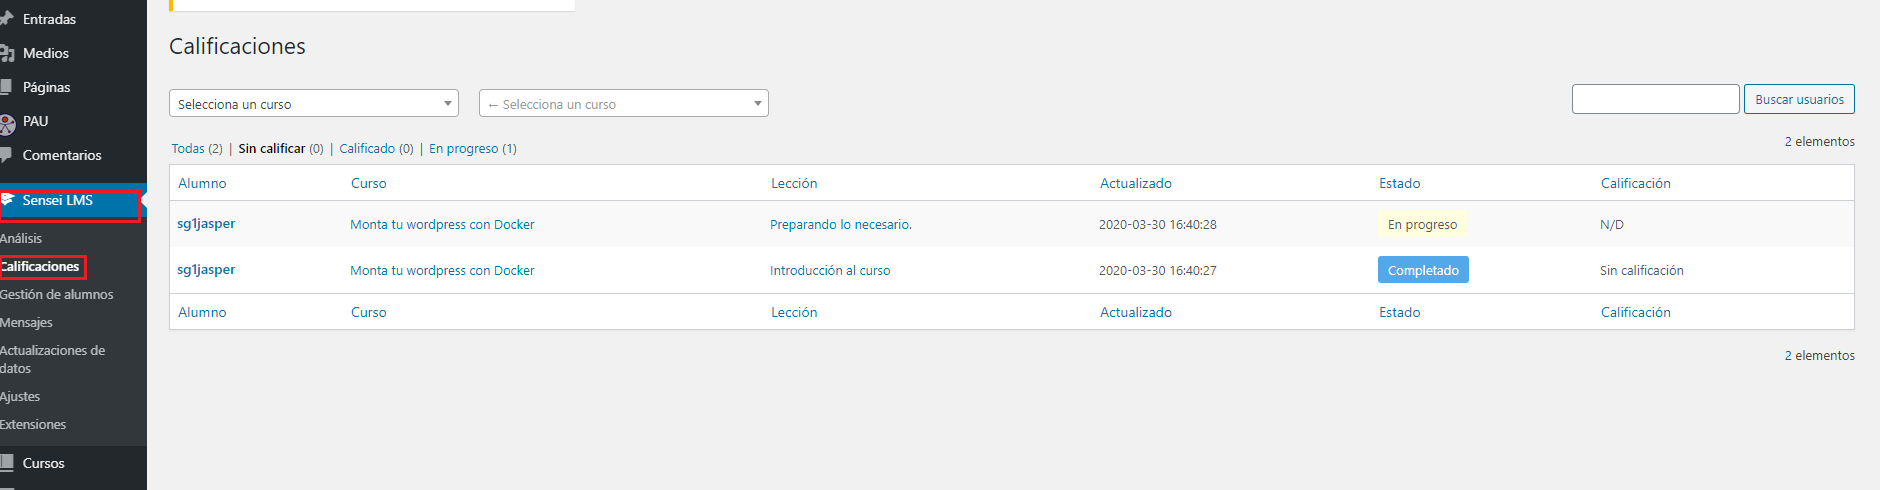 Entradas
Medios
Páginas
PAU
Comentarios
Sensei LMS
Análisis
Calificaciones
Gestión de alumnos
Mensajes
Actualizaciones de
datos
Ajustes
Extensiones
Cursos
Calificaciones
Selecciona un curso
← Selecciona un curso
Buscar usuarios
Todas (2) | Sin calificar (0) | Calificado (0) | En progreso (1)
2 elementos
Alumno Curso Lección Actualizado Estado Calificación
sg1jasper Monta tu wordpress con Docker Preparando lo necesario. 2020-03-30 16:40:28 En progreso N/D
sg1jasper Monta tu wordpress con Docker Introducción al curso 2020-03-30 16:40:27 Completado Sin calificación
Alumno Curso Lección Actualizado Estado Calificación
2 elementos